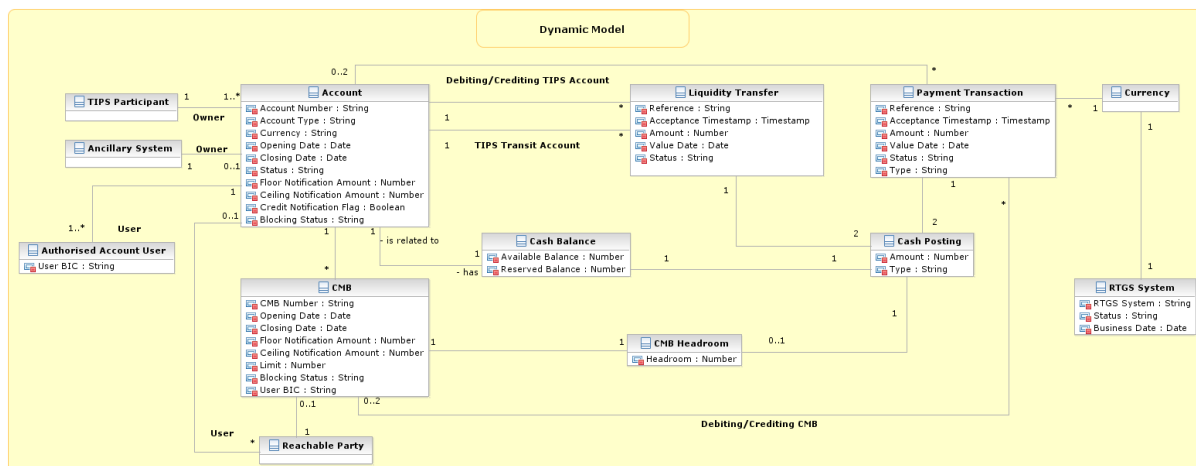 Dynamic Model
0..2
Debiting/Crediting TIPS Account
*
TIPS Participant
1
1..*
Owner
Account
Account Number : String
Account Type : String
Currency : String
Opening Date : Date
Closing Date : Date
Status : String
Floor Notification Amount : Number
Ceiling Notification Amount : Number
Credit Notification Flag : Boolean
Blocking Status : String
*
1
*
1
TIPS Transit Account
Liquidity Transfer
Reference : String
Acceptance Timestamp : Timestamp
Amount : Number
Value Date : Date
Status : String
Payment Transaction
Reference : String
Acceptance Timestamp : Timestamp
Amount : Number
Value Date : Date
Status : String
Type : String
*
1
Currency
1
Ancillary System
Owner
1
0..1
1
0..1
1..*
User
Authorised Account User
User BIC : String
1
*
1
- is related to
1
- has
Cash Balance
Available Balance : Number
Reserved Balance : Number
1
1
1
2
1
2
*
Cash Posting
Amount : Number
Type : String
1
RTGS System
RTGS System : String
Status : String
Business Date : Date
CMB
CMB Number : String
Opening Date : Date
Closing Date : Date
Floor Notification Amount : Number
Ceiling Notification Amount : Number
Limit : Number
Blocking Status : String
User BIC : String
1
1
CMB Headroom
Headroom : Number
0..1
1
0..1
0..2
Debiting/Crediting CMB
User
*
1
Reachable Party